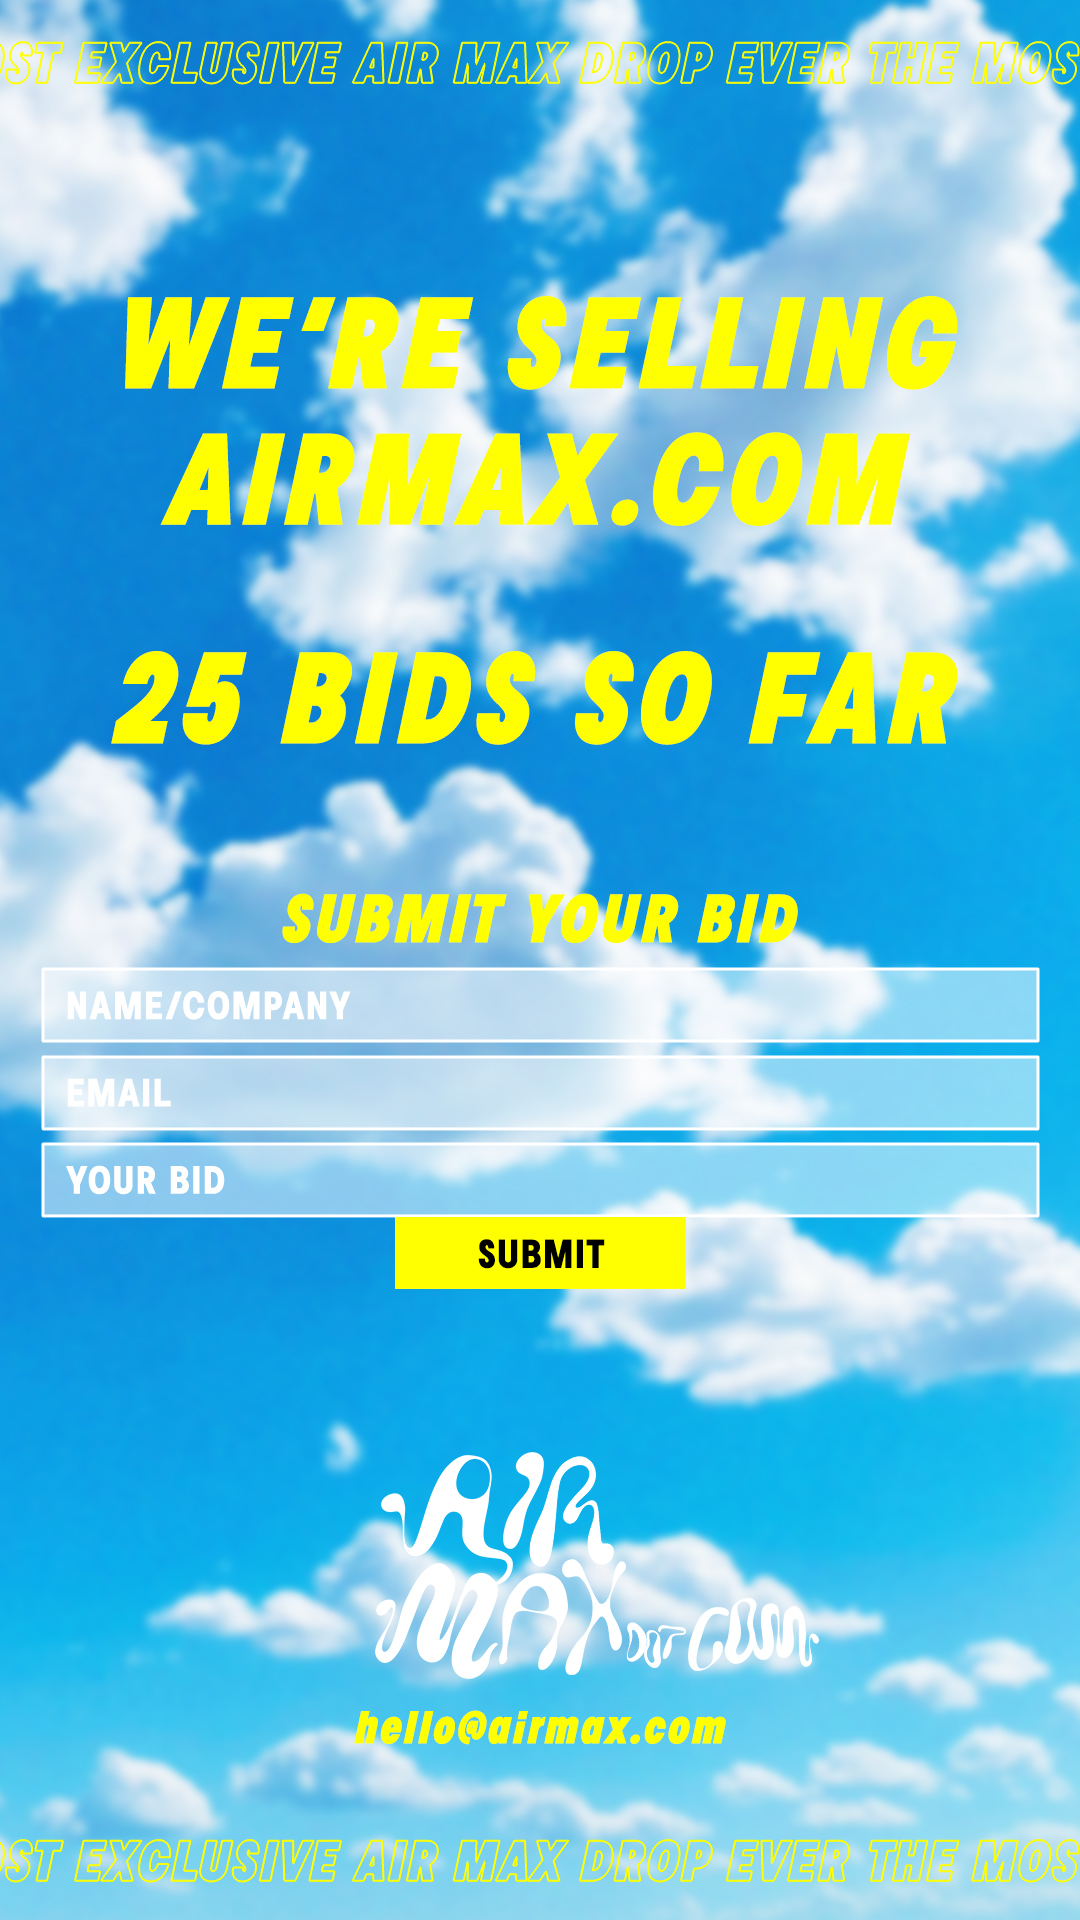 OST EXCLUSIVE AIR MAX DROP EVER THE MOS
WE'RE SELLING
AIRMAX.COM
25 BIDS SO FAR
SUBMIT YOUR BID
NAME/COMPANY
EMAIL
YOUR BID
SUBMIT
AIR
MAX DOT COM
hello@airmax.com
OST EXCLUSIVE AIR MAX DROP EVER THE MOS